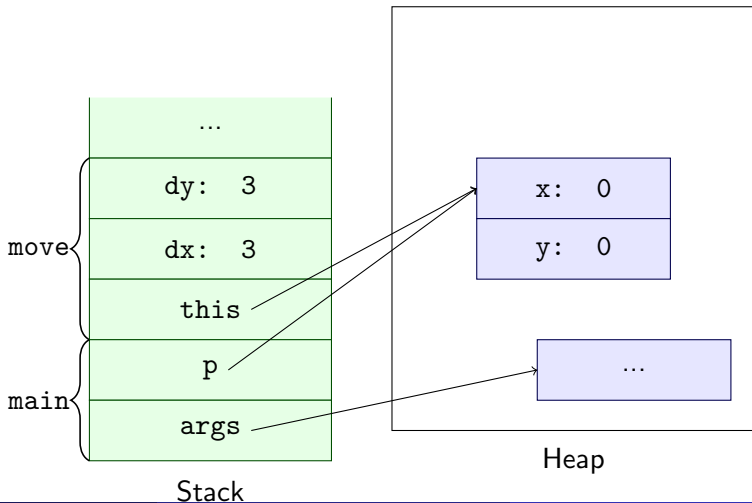 ...
dy: 3
dx: 3
this
p
args
move
main
Stack
x: 0
y: 0
...
Heap